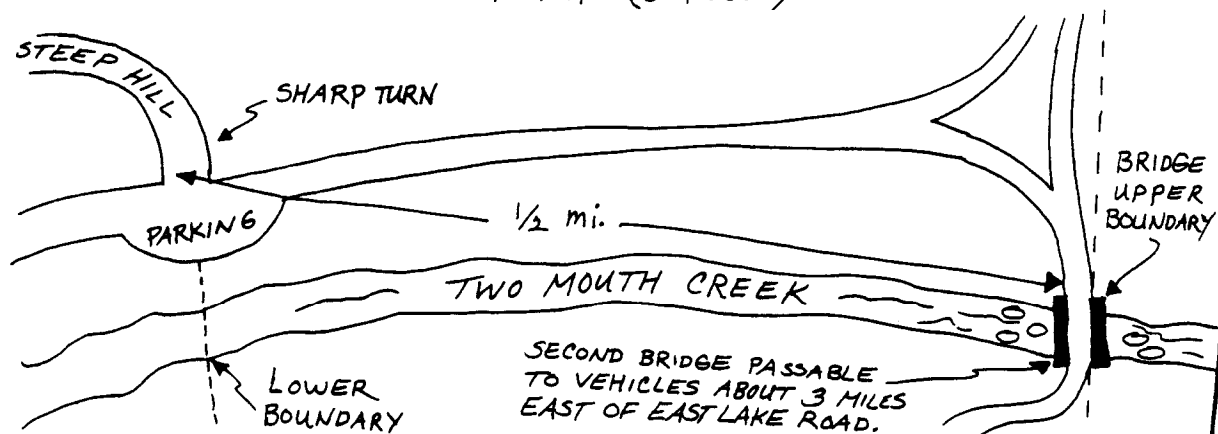 STEEP HILL
SHARP TURN
BRIDGE
UPPER
BOUNDARY
PARKING
1/2 mi.
TWO MOUTH CREEK
SECOND BRIDGE PASSABLE
TO VEHICLES ABOUT 3 MILES
EAST OF EAST LAKE ROAD.
LOWER
BOUNDARY